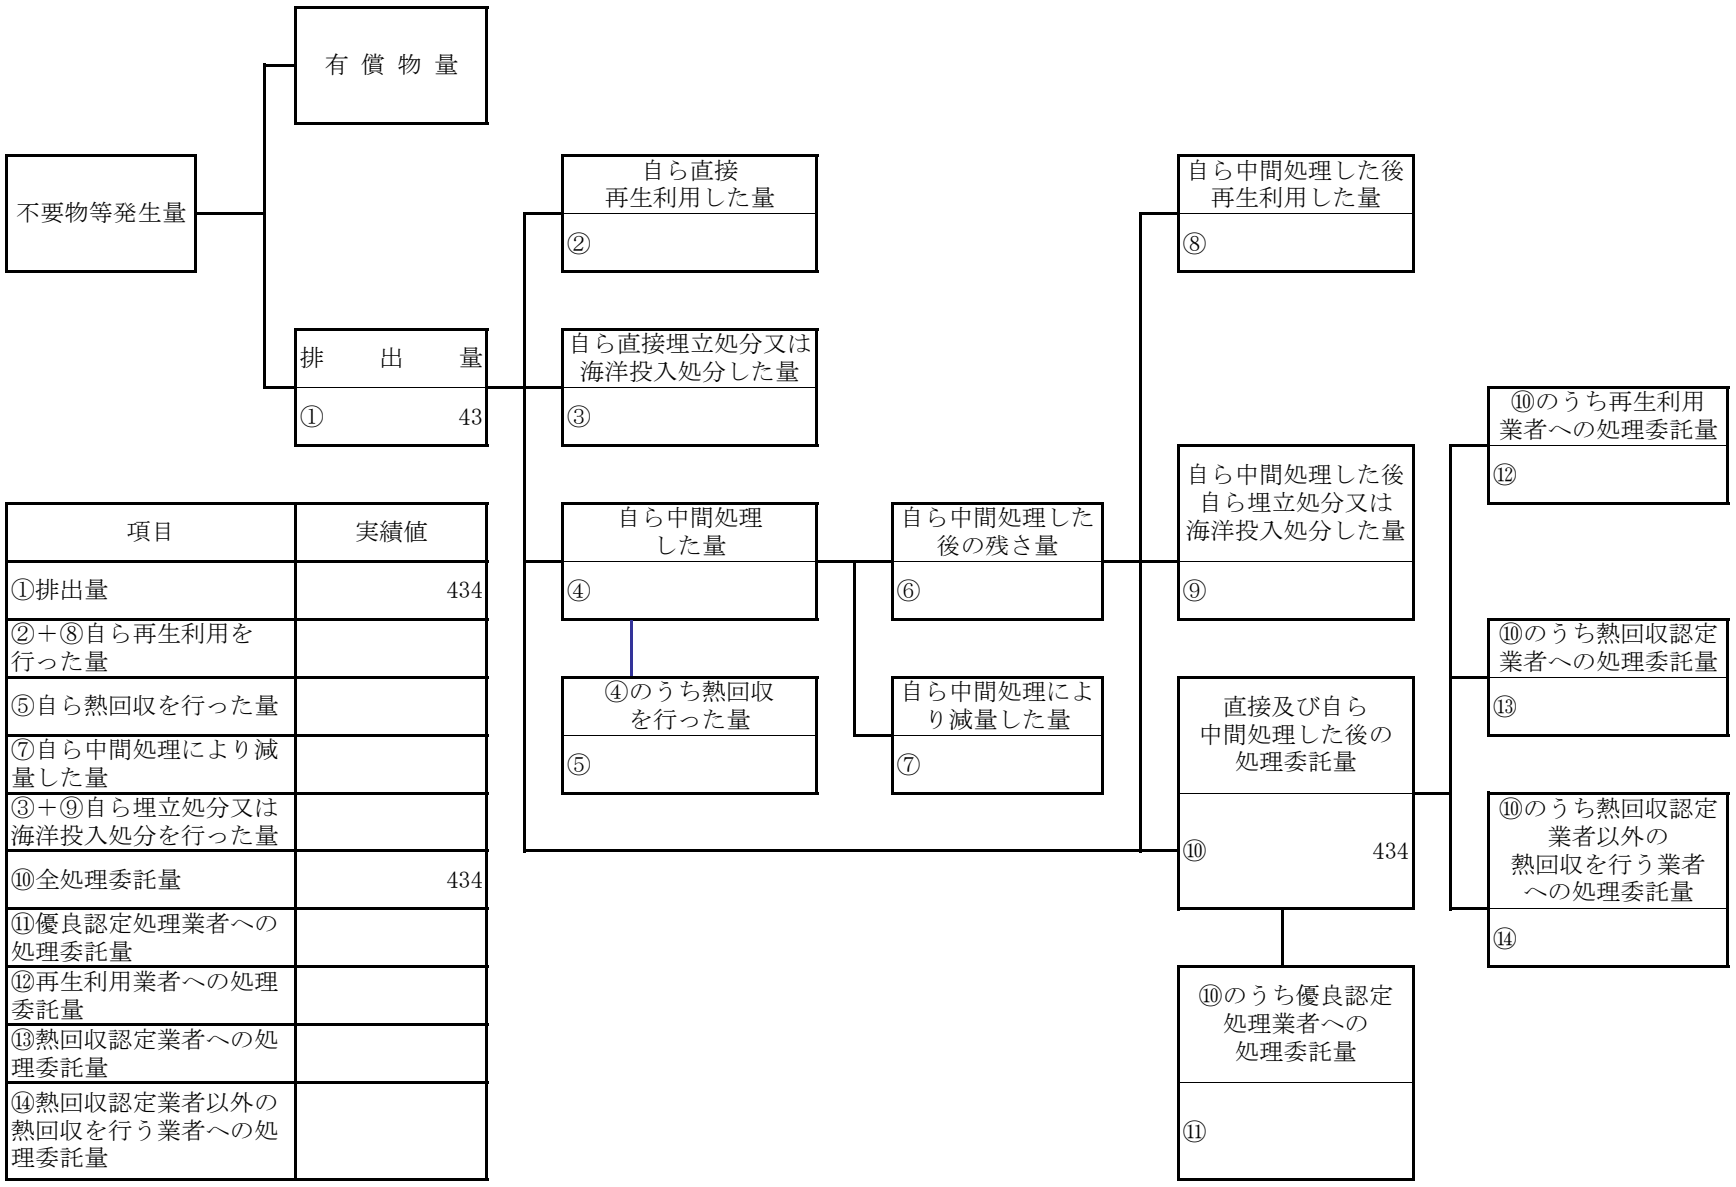 有償物量
不要物等発生量
自ら直接
再生利用した量
②
自ら中間処理した後
再生利用した量
⑧
排出量
① 43
自ら直接埋立処分又は
海洋投入処分した量
③
⑩のうち再生利用
業者への処理委託量
⑫
自ら中間処理
した量
④
自ら中間処理した
後の残さ量
⑥
自ら中間処理した後
自ら埋立処分又は
海洋投入処分した量
⑨
⑩のうち熱回収認定
業者への処理委託量
⑬
④のうち熱回収
を行った量
⑤
自ら中間処理によ
り減量した量
⑦
直接及び自ら
中間処理した後の
処理委託量
⑩ 434
⑩のうち熱回収認定
業者以外の
熱回収を行う業者
への処理委託量
⑭
⑩のうち優良認定
処理業者への
処理委託量
⑪
項目 実績値
①排出量 434
②+⑧自ら再生利用を
行った量
⑤自ら熱回収を行った量
⑦自ら中間処理により減
量した量
③+⑨自ら埋立処分又は
海洋投入処分を行った量
⑩全処理委託量 434
⑪優良認定処理業者への
処理委託量
⑫再生利用業者への処理
委託量
⑬熱回収認定業者への処
理委託量
⑭熱回収認定業者以外の
熱回収を行う業者への処
理委託量